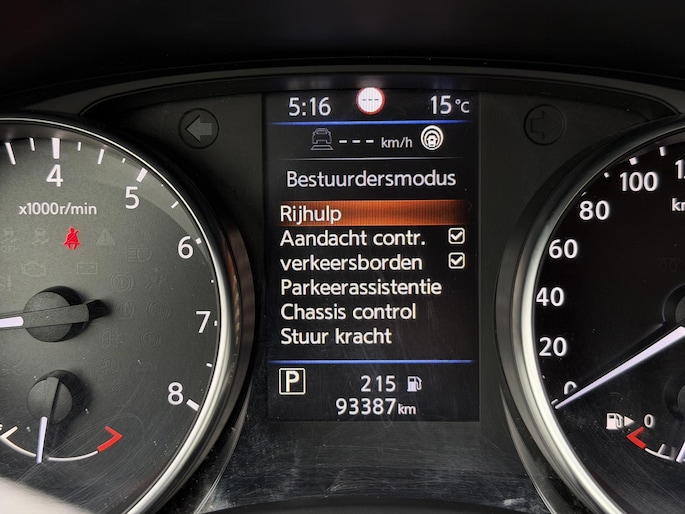 5:16 --- 15°C
--- km/h
Bestuurdersmodus
Rijhulp
Aandacht contr.
verkeersborden
Parkeerassistentie
Chassis control
Stuur kracht
P 215
93387km
4
5
x1000r/min
6
7
8
100
80
60
40
20
0
0